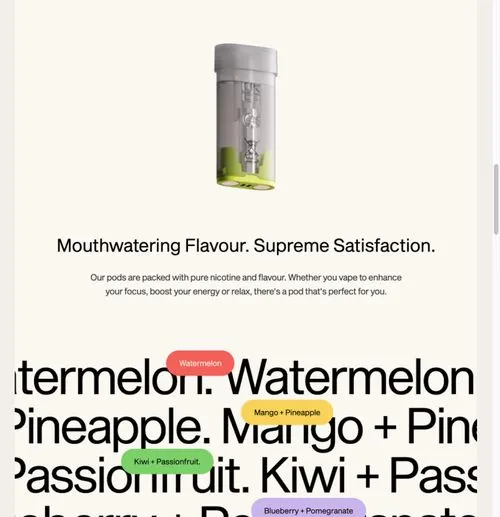 Mouthwatering Flavour. Supreme Satisfaction.
Our pods are packed with pure nicotine and flavour. Whether you vape to enhance
your focus, boost your energy or relax, there's a pod that's perfect for you.
Watermelon
termelon. Watermelon
Mango + Pineapple
Pineapple. Mango + Pine
Kiwi + Passionfruit.
Passionfruit. Kiwi + Pass
Blueberry + Pomegranate